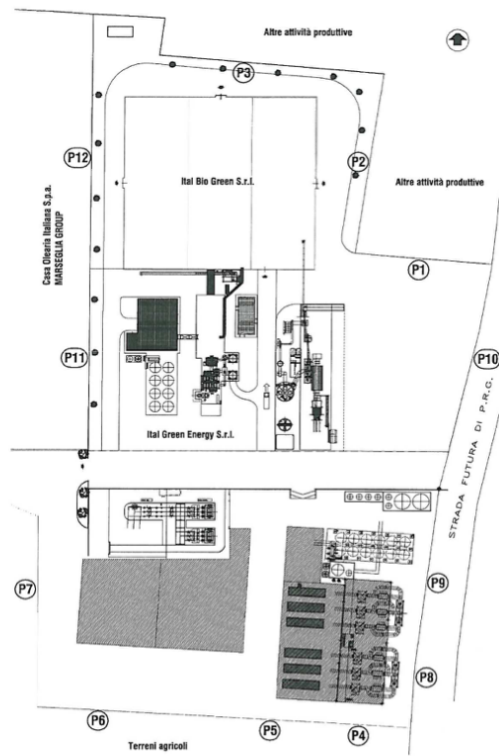 Altre attività produttive
P3
P12
P2
Ital Bio Green S.r.l.
Altre attività produttive
Casa Olearia Italiana S.p.a.
MARSEGLIA GROUP
P1
P11
P10
Ital Green Energy S.r.l.
STRADA FUTURA DI P.R.G.
P7
P9
P8
P6
P5
P4
Terreni agricoli